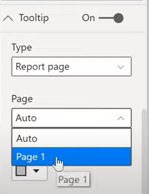 Tooltip On
Type
Report page
Page
Auto
Auto
Page 1
Page 1